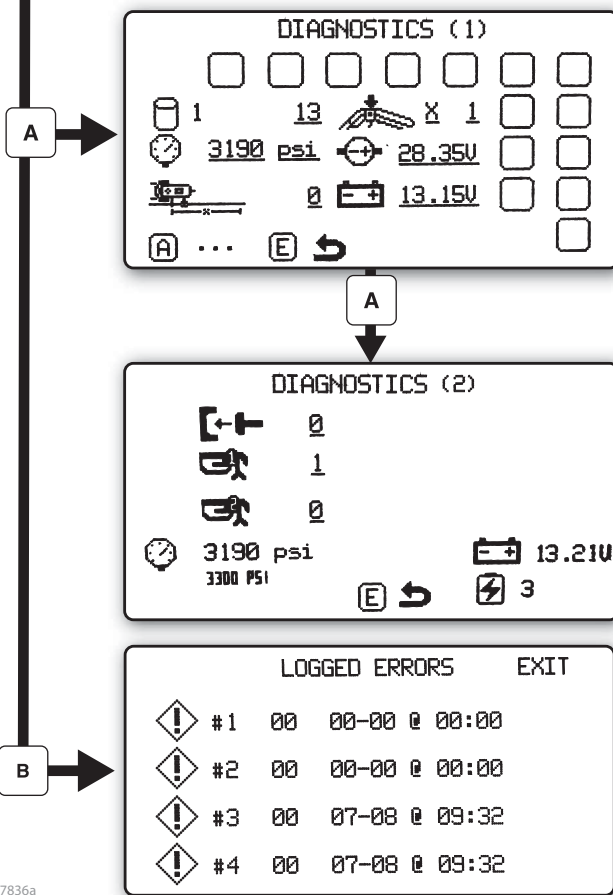 DIAGNOSTICS (1)
1 13 X 1
A
3190 psi 28.35V
0 - + 13.15V
A ... E
A
DIAGNOSTICS (2)
0
1
0
3190 psi - + 13.21V
3300 PSI
E 3
LOGGED ERRORS EXIT
! #1 00 00-00 @ 00:00
! #2 00 00-00 @ 00:00
B
! #3 00 07-08 @ 09:32
! #4 00 07-08 @ 09:32
7836a